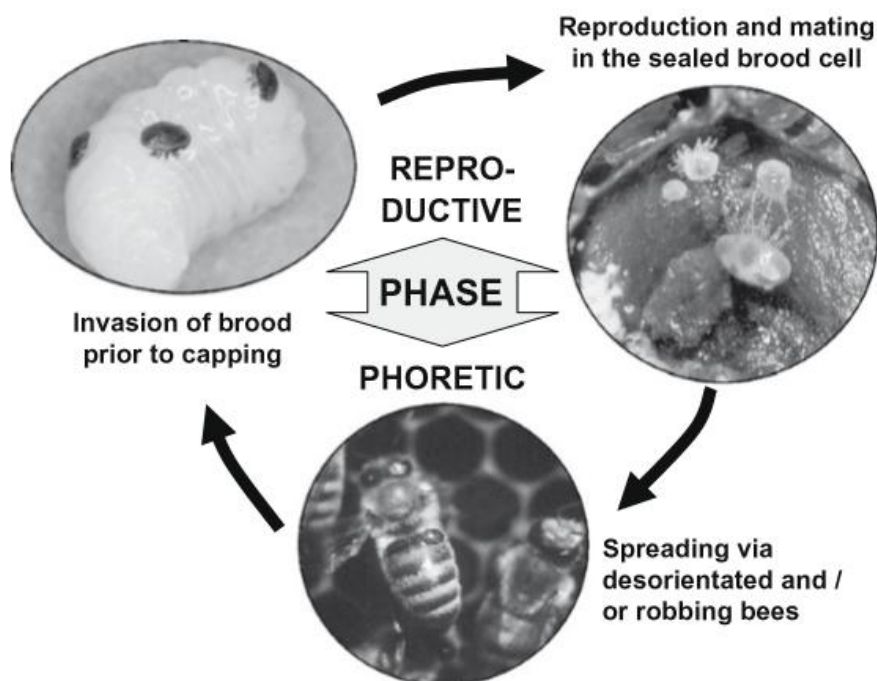 Reproduction and mating
in the sealed brood cell
REPRO-
DUCTIVE
PHASE
Invasion of brood
prior to capping
PHORETIC
Spreading via
desorientated and /
or robbing bees